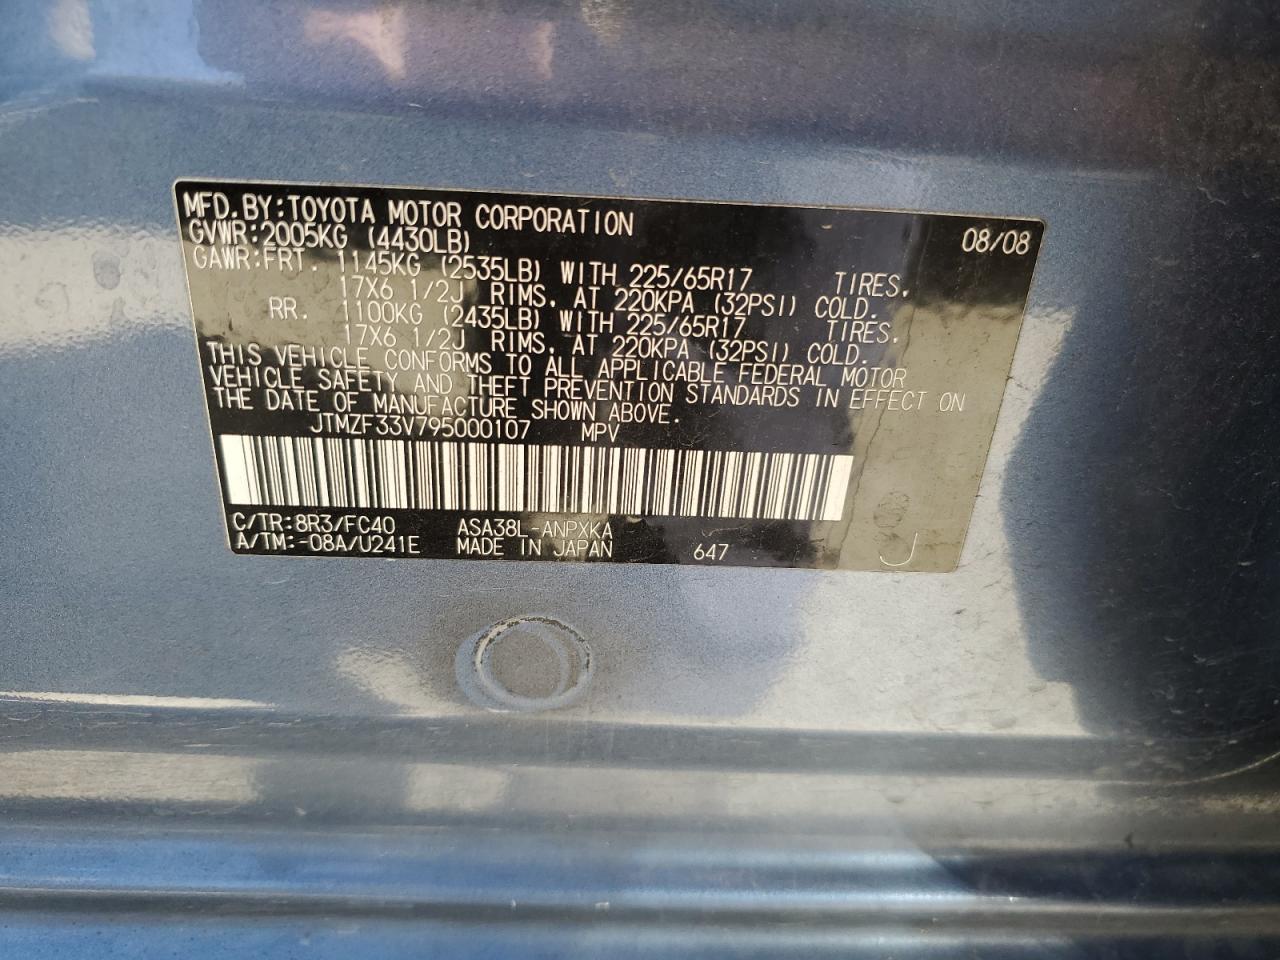 MFD.BY:TOYOTA MOTOR CORPORATION 08/08
GVWR:2005KG (4430LB)
GAWR:FRT. 1145KG (2535LB) WITH 225/65R17 TIRES,
17X6 1/2J RIMS, AT 220KPA (32PSI) COLD.
RR. 1100KG (2435LB) WITH 225/65R17 TIRES,
17X6 1/2J RIMS, AT 220KPA (32PSI) COLD.
THIS VEHICLE CONFORMS TO ALL APPLICABLE FEDERAL MOTOR
VEHICLE SAFETY AND THEFT PREVENTION STANDARDS IN EFFECT ON
THE DATE OF MANUFACTURE SHOWN ABOVE.
JTMZF33V795000107 MPV
C/TR:8R3/FC40 ASA38L-ANPXKA
A/TM:-08A/U241E MADE IN JAPAN 647 J